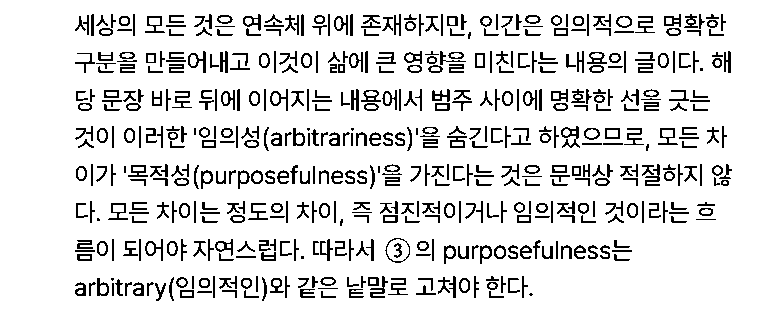 세상의 모든 것은 연속체 위에 존재하지만, 인간은 임의적으로 명확한
구분을 만들어내고 이것이 삶에 큰 영향을 미친다는 내용의 글이다. 해
당 문장 바로 뒤에 이어지는 내용에서 범주 사이에 명확한 선을 긋는
것이 이러한 '임의성(arbitrariness)'을 숨긴다고 하였으므로, 모든 차
이가 '목적성(purposefulness)'을 가진다는 것은 문맥상 적절하지 않
다. 모든 차이는 정도의 차이, 즉 점진적이거나 임의적인 것이라는 흐
름이 되어야 자연스럽다. 따라서 ③의 purposefulness는
arbitrary(임의적인)와 같은 낱말로 고쳐야 한다.